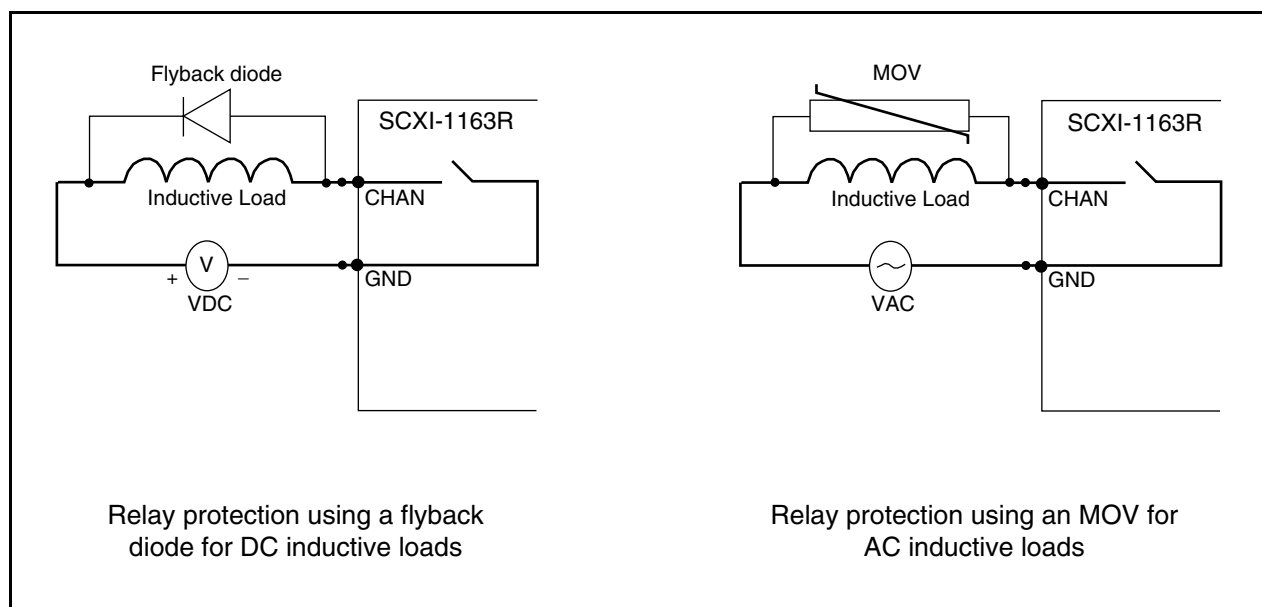 Flyback diode
SCXI-1163R
Inductive Load
CHAN
V
+
–
VDC
GND
Relay protection using a flyback
diode for DC inductive loads
MOV
SCXI-1163R
Inductive Load
CHAN
VAC
GND
Relay protection using an MOV for
AC inductive loads